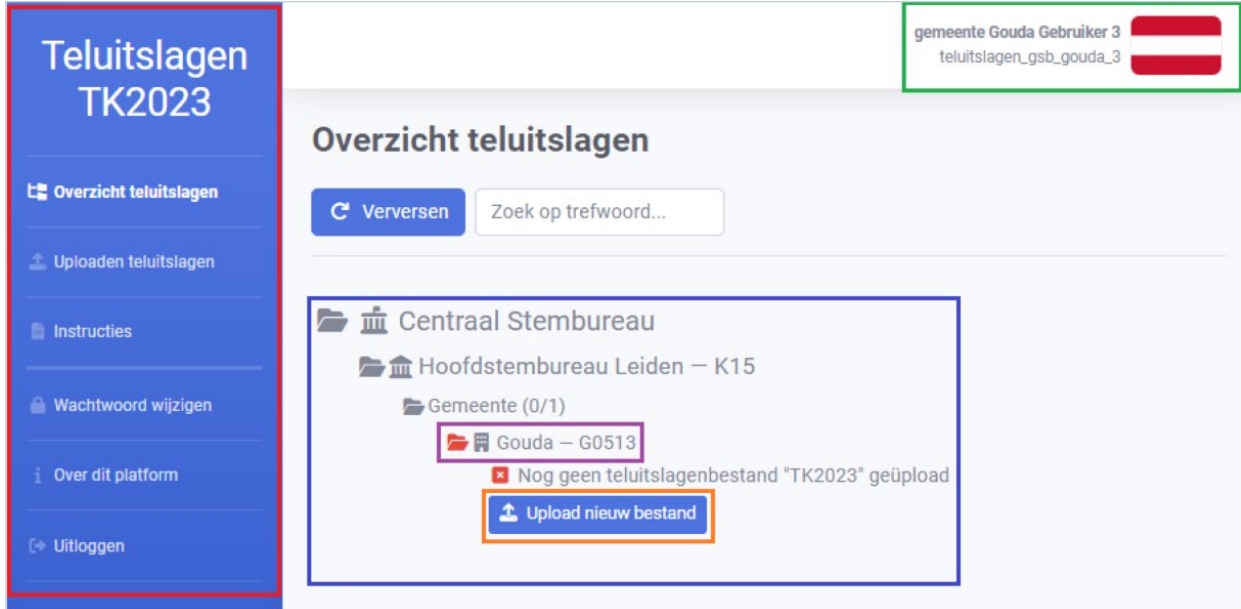 Teluitslagen
TK2023
Overzicht teluitslagen
Uploaden teluitslagen
Instructies
Wachtwoord wijzigen
Over dit platform
Uitloggen
gemeente Gouda Gebruiker 3
teluitslagen_gsb_gouda_3
Overzicht teluitslagen
Verversen
Zoek op trefwoord...
Centraal Stembureau
Hoofdstembureau Leiden — K15
Gemeente (0/1)
Gouda — G0513
Nog geen teluitslagenbestand "TK2023" geüpload
Upload nieuw bestand